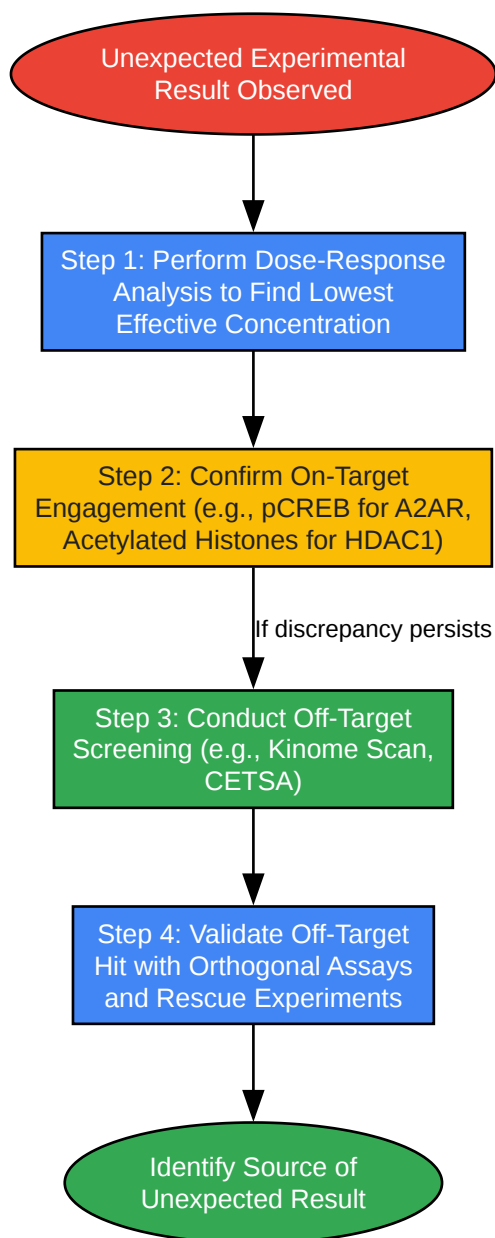 Unexpected Experimental
Result Observed
Step 1: Perform Dose-Response
Analysis to Find Lowest
Effective Concentration
Step 2: Confirm On-Target
Engagement (e.g., pCREB for A2AR,
Acetylated Histones for HDAC1)
If discrepancy persists
Step 3: Conduct Off-Target
Screening (e.g., Kinome Scan,
CETSA)
Step 4: Validate Off-Target
Hit with Orthogonal Assays
and Rescue Experiments
Identify Source of
Unexpected Result